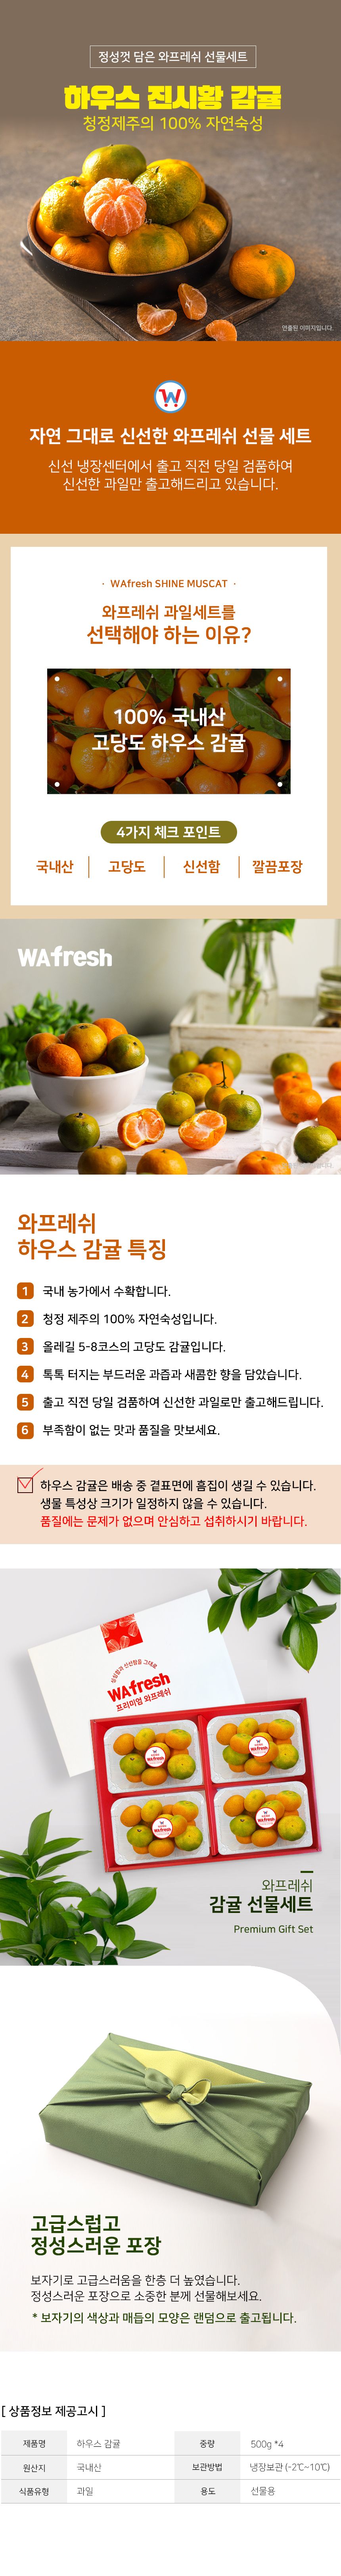 정성껏 담은 와프레쉬 선물세트
하우스 진시황 감귤
청정제주의 100% 자연숙성
연출된 이미지입니다.
W
자연 그대로 신선한 와프레쉬 선물 세트
신선 냉장센터에서 출고 직전 당일 검품하여
신선한 과일만 출고해드리고 있습니다.
· WAfresh SHINE MUSCAT ·
와프레쉬 과일세트를
선택해야 하는 이유?
100% 국내산
고당도 하우스 감귤
4가지 체크 포인트
국내산 고당도 신선함 깔끔포장
WAfresh
와프레쉬
하우스 감귤 특징
1 국내 농가에서 수확합니다.
2 청정 제주의 100% 자연숙성입니다.
3 올레길 5-8코스의 고당도 감귤입니다.
4 톡톡 터지는 부드러운 과즙과 새콤한 향을 담았습니다.
5 출고 직전 당일 검품하여 신선한 과일로만 출고해드립니다.
6 부족함이 없는 맛과 품질을 맛보세요.
하우스 감귤은 배송 중 겉표면에 흠집이 생길 수 있습니다.
생물 특성상 크기가 일정하지 않을 수 있습니다.
품질에는 문제가 없으며 안심하고 섭취하시기 바랍니다.
WAfresh
프리미엄 와프레쉬
와프레쉬
감귤 선물세트
Premium Gift Set
고급스럽고
정성스러운 포장
보자기로 고급스러움을 한층 더 높였습니다.
정성스러운 포장으로 소중한 분께 선물해보세요.
* 보자기의 색상과 매듭의 모양은 랜덤으로 출고됩니다.
[ 상품정보 제공고시 ]
제품명 하우스 감귤 중량 500g *4
원산지 국내산 보관방법 냉장보관 (-2℃~10℃)
식품유형 과일 용도 선물용